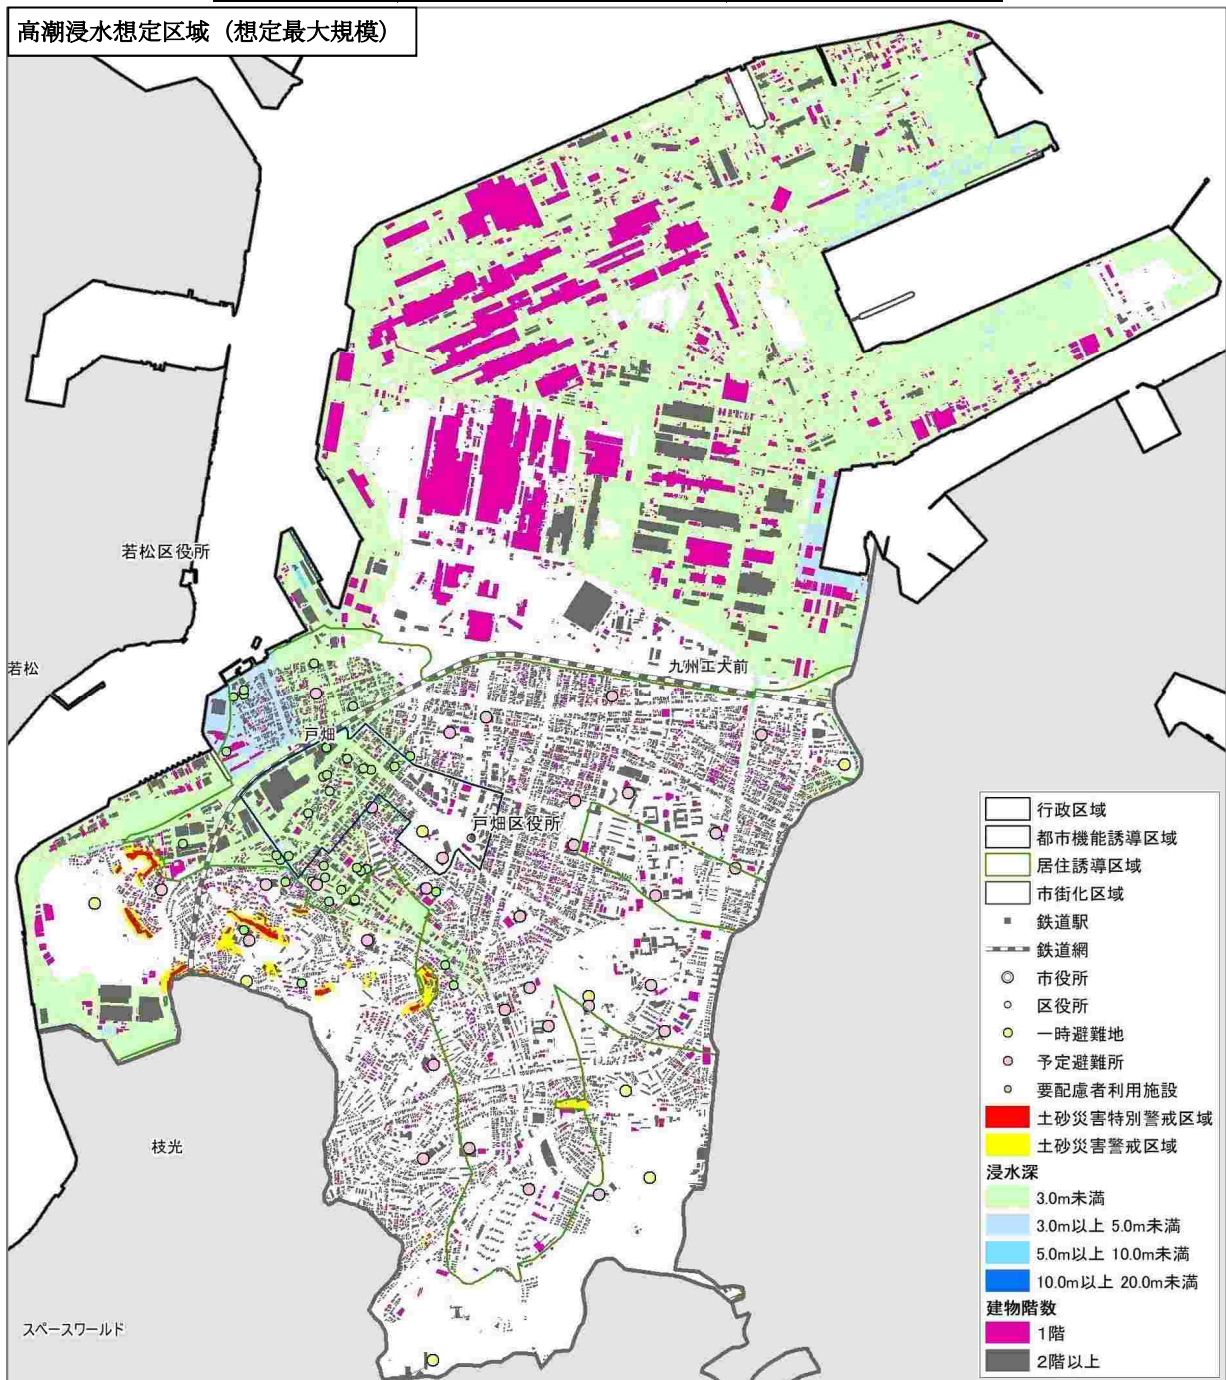 高潮浸水想定区域（想定最大規模）
若松区役所
若松
九州工大前
戸畑
戸畑区役所
枝光
スペースワールド
行政区域
都市機能誘導区域
居住誘導区域
市街化区域
鉄道駅
鉄道網
市役所
区役所
一時避難地
予定避難所
要配慮者利用施設
土砂災害特別警戒区域
土砂災害警戒区域
浸水深
3.0m未満
3.0m以上 5.0m未満
5.0m以上 10.0m未満
10.0m以上 20.0m未満
建物階数
1階
2階以上